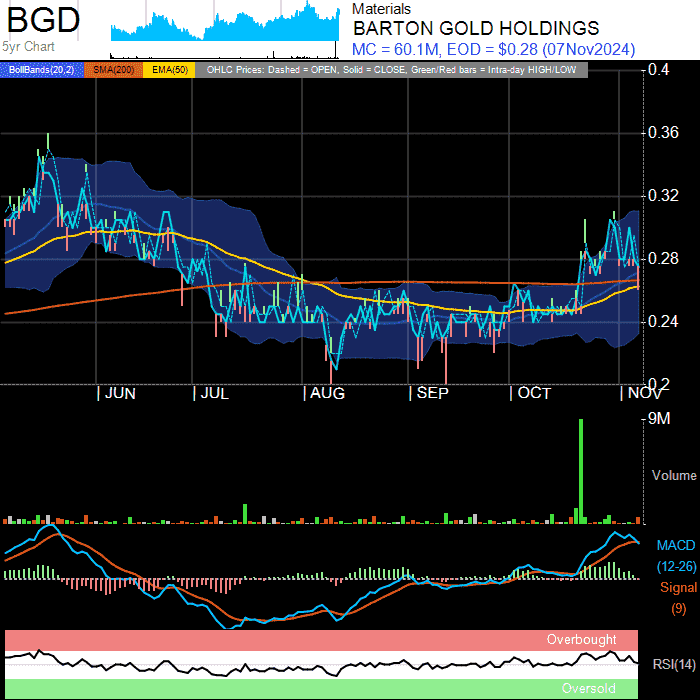 BGD
5yr Chart
Materials
BARTON GOLD HOLDINGS
MC = 60.1M, EOD = $0.28 (07Nov2024)
BollBands(20,2) SMA(200) EMA(50) OHLC Prices: Dashed = OPEN, Solid = CLOSE, Green/Red bars = Intra-day HIGH/LOW
0.4
0.36
0.32
0.28
0.24
0.2
JUN JUL AUG SEP OCT NOV
9M
Volume
MACD
(12-26)
Signal
(9)
Overbought
RSI(14)
Oversold